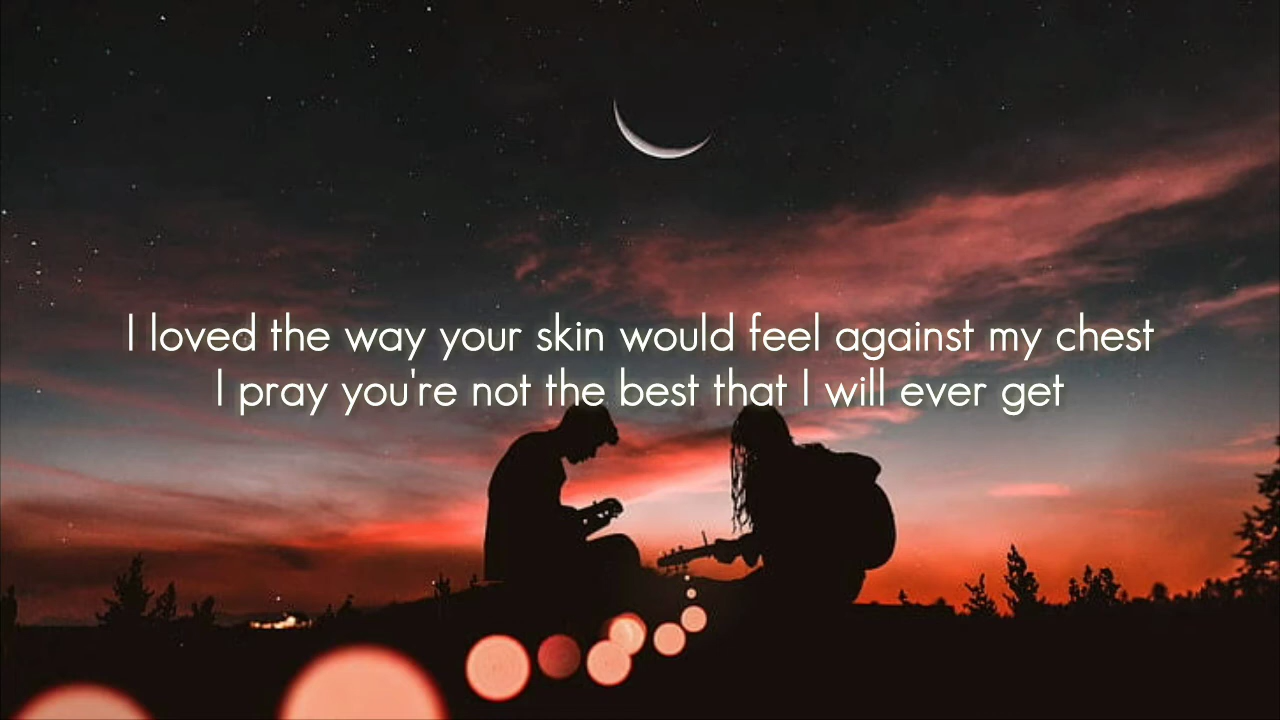 I loved the way your skin would feel against my chest
I pray you're not the best that I will ever get